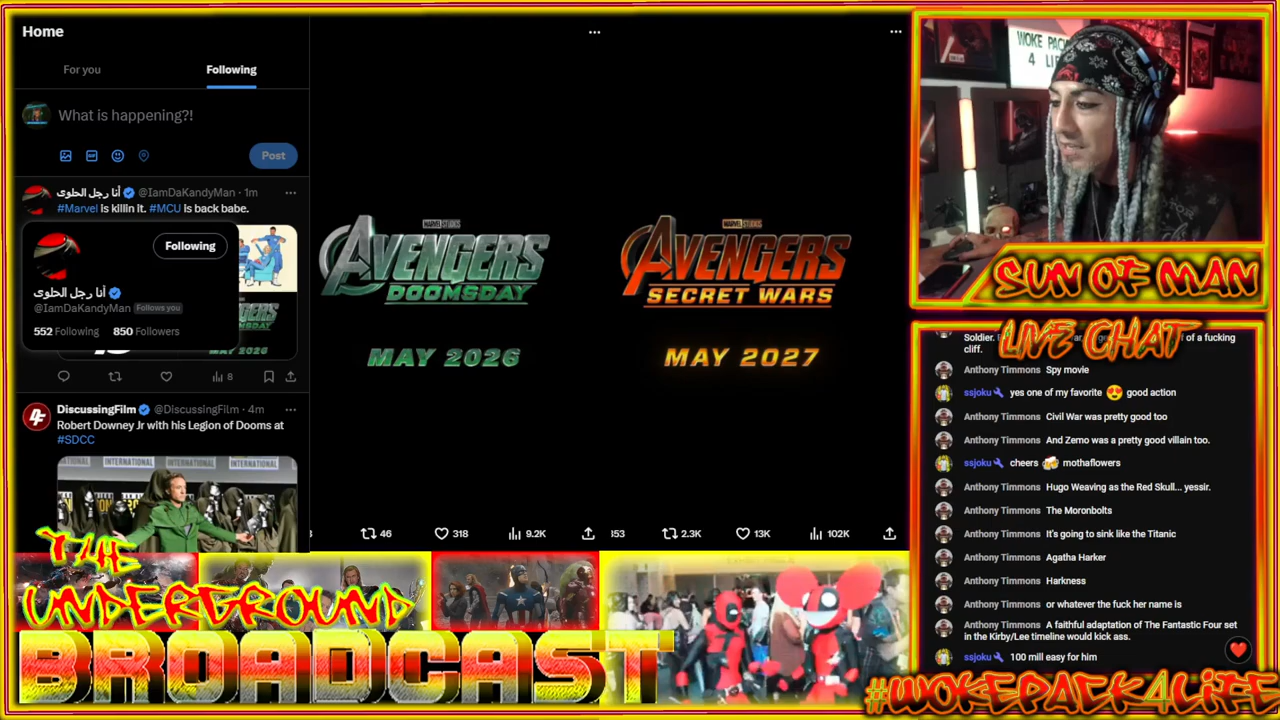 Home
For you
Following
What is happening?!
Post
أنا رجل الحلوى @IamDaKandyMan · 1m
#Marvel is killin it. #MCU is back babe.
Following
أنا رجل الحلوى
@IamDaKandyMan Follows you
552 Following 850 Followers
MAY 2026
8
DiscussingFilm @DiscussingFilm · 4m
Robert Downey Jr with his Legion of Dooms at
#SDCC
INTERNATIONAL INTERNATIONAL INTERNATIONAL
MARVEL STUDIOS
AVENGERS
DOOMSDAY
MAY 2026
46 318 9.2K
MARVEL STUDIOS
AVENGERS
SECRET WARS
MAY 2027
353 2.3K 13K 102K
THE
UNDERGROUND
BROADCAST
WOKE PACK
4 LIFE
SUN OF MAN
LIVE CHAT
of a fucking
cliff.
Anthony Timmons Spy movie
ssjoku yes one of my favorite 😍 good action
Anthony Timmons Civil War was pretty good too
Anthony Timmons And Zemo was a pretty good villain too.
ssjoku cheers 🍻 mothaflowers
Anthony Timmons Hugo Weaving as the Red Skull... yessir.
Anthony Timmons The Moronbolts
Anthony Timmons It's going to sink like the Titanic
Anthony Timmons Agatha Harker
Anthony Timmons Harkness
Anthony Timmons or whatever the fuck her name is
Anthony Timmons A faithful adaptation of The Fantastic Four set
in the Kirby/Lee timeline would kick ass.
ssjoku 100 mill easy for him
#WOKEPACK4LIFE